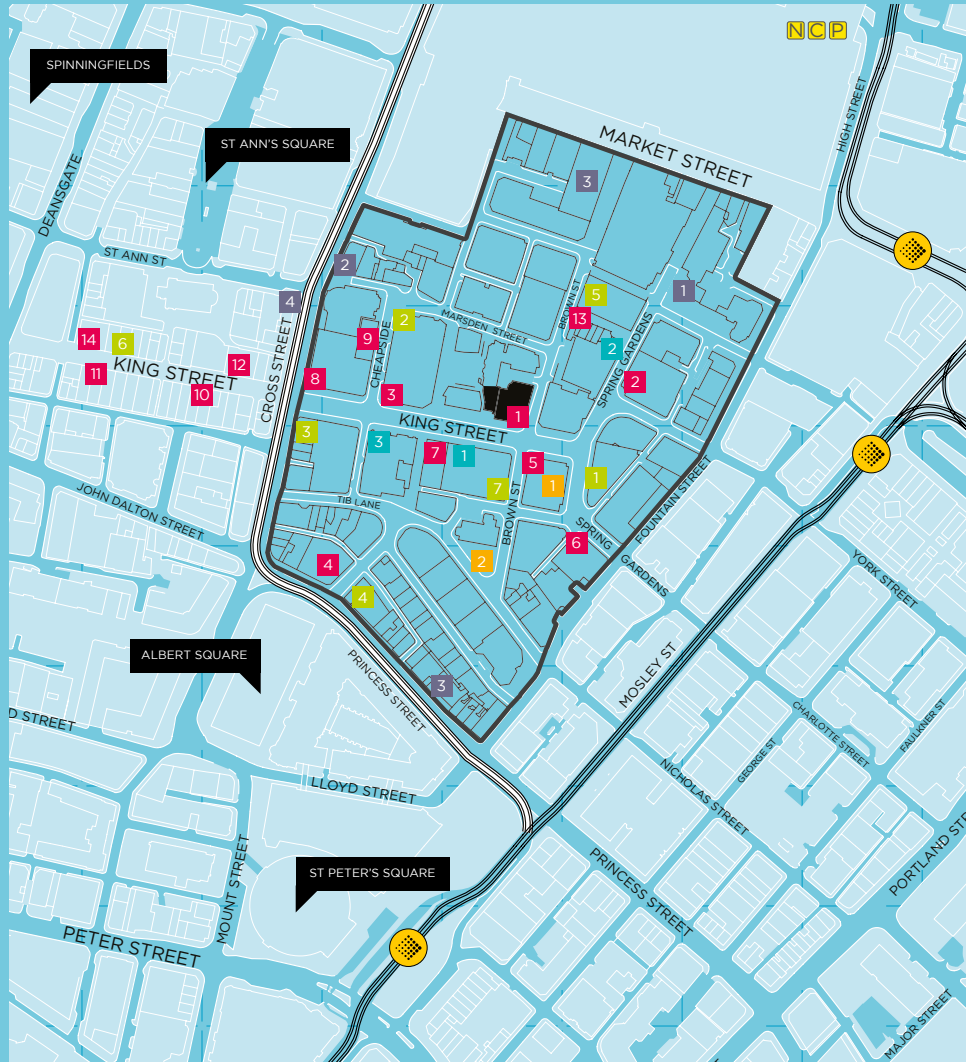 NCP
SPINNINGFIELDS
HIGH STREET
ST ANN'S SQUARE
MARKET STREET
3
DEANSGATE
ST ANN ST
2
1
4
5
BROWN ST
13
2
MARSDEN STREET
14
6
9
CHEAPSIDE
2
SPRING GARDENS
KING STREET
12
11
10
CROSS STREET
8
3
2
1
KING STREET
3
3
7
1
5
7
1
1
BROWN ST
JOHN DALTON STREET
TIB LANE
SPRING
GARDENS
FOUNTAIN STREET
6
2
4
4
YORK STREET
ALBERT SQUARE
PRINCESS STREET
3
MOSLEY ST
D STREET
CHARLOTTE STREET
FAULKNER ST
GEORGE ST
NICHOLAS STREET
LLOYD STREET
MOUNT STREET
ST PETER'S SQUARE
PRINCESS STREET
PORTLAND STR
PETER STREET
MAJOR STREET